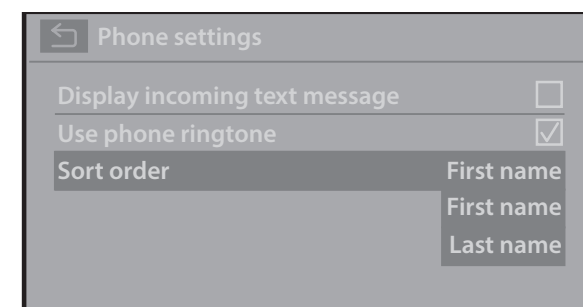 Phone settings
Display incoming text message
Use phone ringtone
Sort order First name
First name
Last name